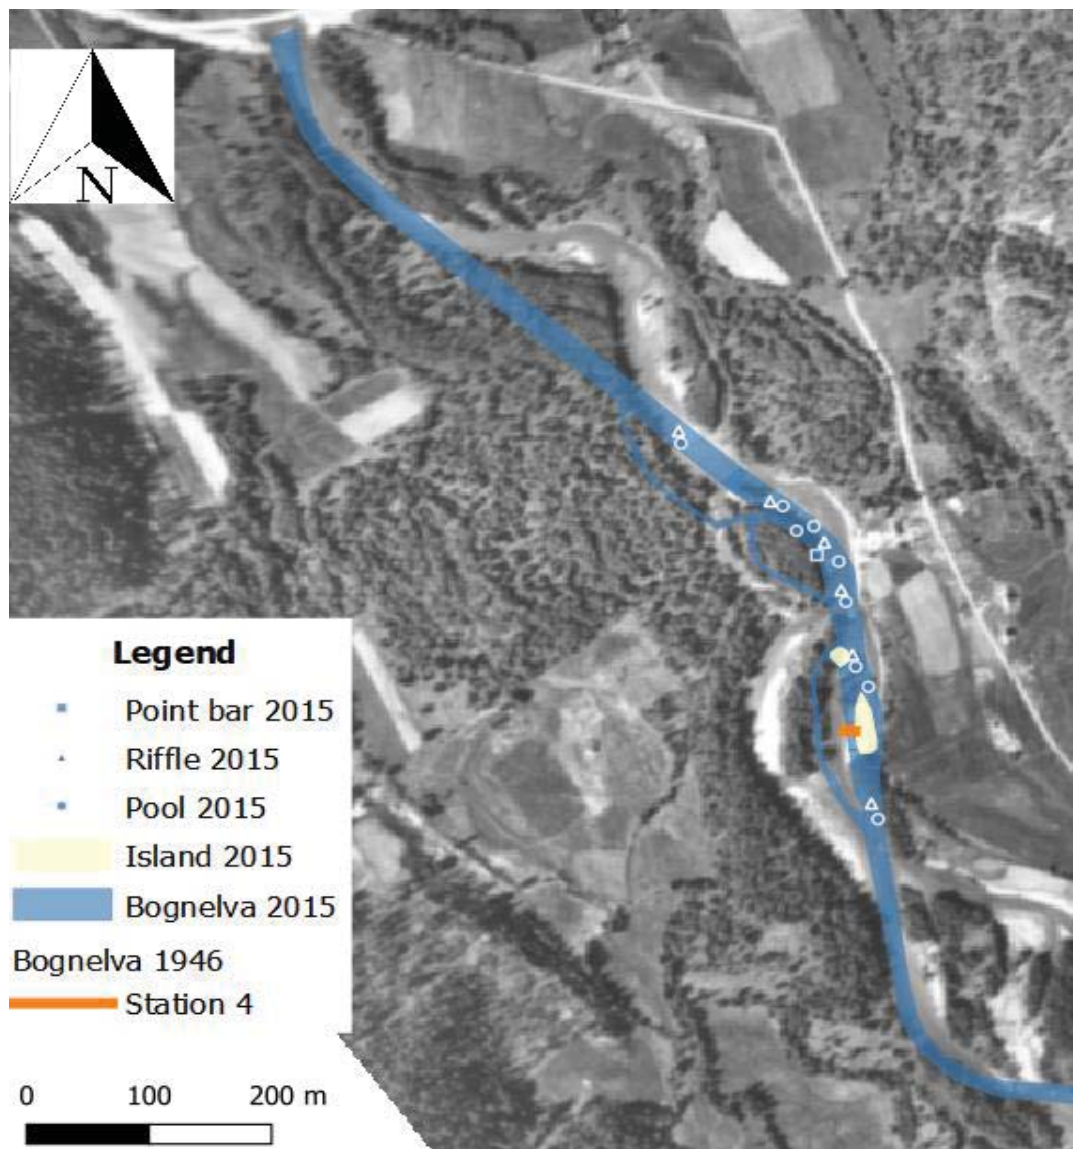 N
Legend
Point bar 2015
Riffle 2015
Pool 2015
Island 2015
Bognelva 2015
Bognelva 1946
Station 4
0 100 200 m